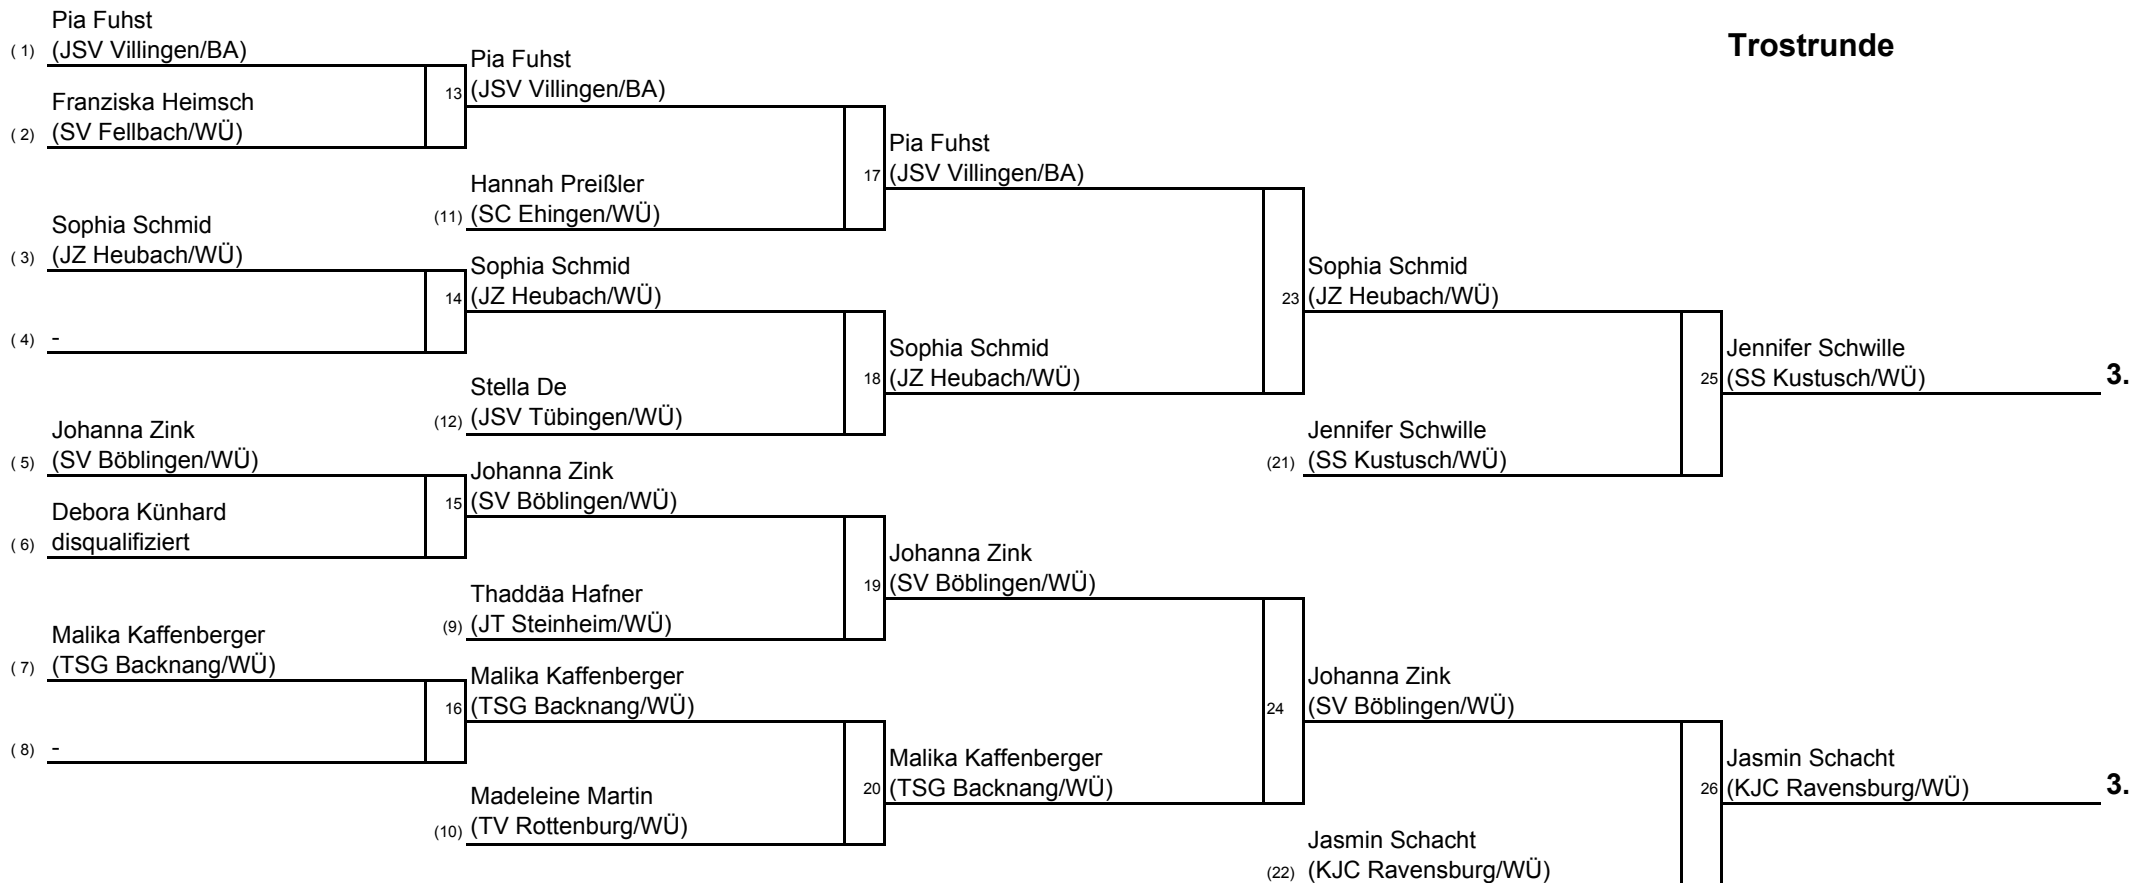 Trostrunde
Pia Fuhst
( 1) (JSV Villingen/BA)
Franziska Heimsch
( 2) (SV Fellbach/WÜ)
Sophia Schmid
( 3) (JZ Heubach/WÜ)
( 4) -
Johanna Zink
( 5) (SV Böblingen/WÜ)
Debora Künhard
( 6) disqualifiziert
Malika Kaffenberger
( 7) (TSG Backnang/WÜ)
( 8) -
Pia Fuhst
13 (JSV Villingen/BA)
Hannah Preißler
(11) (SC Ehingen/WÜ)
Sophia Schmid
14 (JZ Heubach/WÜ)
Stella De
(12) (JSV Tübingen/WÜ)
Johanna Zink
15 (SV Böblingen/WÜ)
Thaddäa Hafner
(9) (JT Steinheim/WÜ)
Malika Kaffenberger
16 (TSG Backnang/WÜ)
Madeleine Martin
(10) (TV Rottenburg/WÜ)
Pia Fuhst
17 (JSV Villingen/BA)
Sophia Schmid
18 (JZ Heubach/WÜ)
Johanna Zink
19 (SV Böblingen/WÜ)
Malika Kaffenberger
20 (TSG Backnang/WÜ)
Sophia Schmid
23 (JZ Heubach/WÜ)
Jennifer Schwille
(21) (SS Kustusch/WÜ)
Johanna Zink
24 (SV Böblingen/WÜ)
Jasmin Schacht
(22) (KJC Ravensburg/WÜ)
Jennifer Schwille
25 (SS Kustusch/WÜ) 3.
Jasmin Schacht
26 (KJC Ravensburg/WÜ) 3.